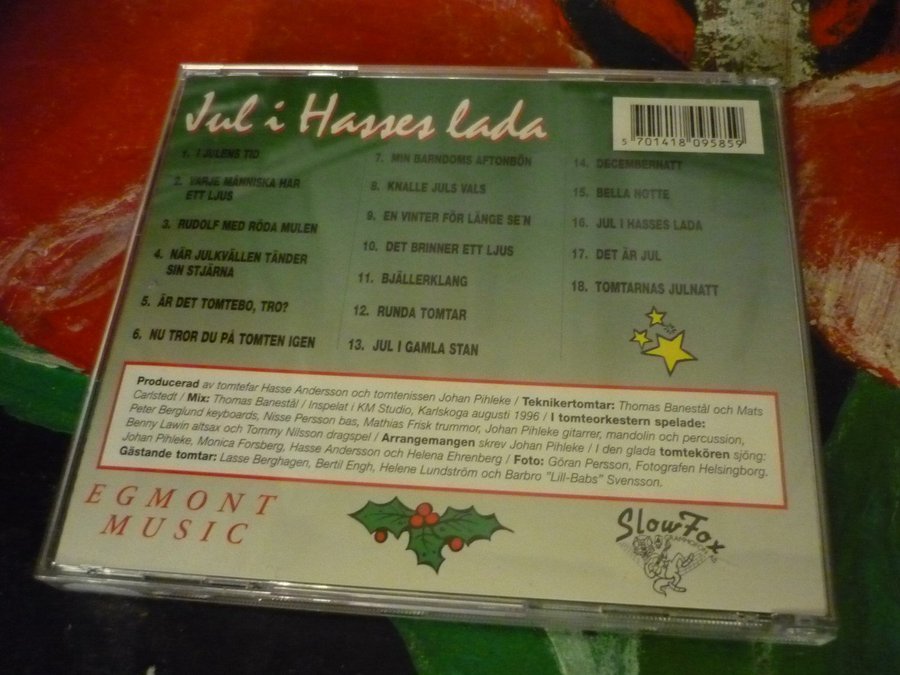 Jul i Hasses lada
5 701418 095859
1. I JULENS TID
2. VARJE MÄNNISKA HAR
ETT LJUS
3. RUDOLF MED RÖDA MULEN
4. NÄR JULKVÄLLEN TÄNDER
SIN STJÄRNA
5. ÄR DET TOMTEBO, TRO?
6. NU TROR DU PÅ TOMTEN IGEN
7. MIN BARNDOMS AFTONBÖN
8. KNALLE JULS VALS
9. EN VINTER FÖR LÄNGE SE'N
10. DET BRINNER ETT LJUS
11. BJÄLLERKLANG
12. RUNDA TOMTAR
13. JUL I GAMLA STAN
14. DECEMBERNATT
15. BELLA NOTTE
16. JUL I HASSES LADA
17. DET ÄR JUL
18. TOMTARNAS JULNATT
Producerad av tomtefar Hasse Andersson och tomtenissen Johan Pihleke / Teknikertomtar: Thomas Banestål och Mats
Carlstedt / Mix: Thomas Banestål / Inspelat i KM Studio, Karlskoga augusti 1996 / I tomteorkestern spelade:
Peter Berglund keyboards, Nisse Persson bas, Mathias Frisk trummor, Johan Pihleke gitarrer, mandolin och percussion,
Benny Lawin altsax och Tommy Nilsson dragspel / Arrangemangen skrev Johan Pihleke / I den glada tomtekören sjöng:
Johan Pihleke, Monica Forsberg, Hasse Andersson och Helena Ehrenberg / Foto: Göran Persson, Fotografen Helsingborg.
Gästande tomtar: Lasse Berghagen, Bertil Engh, Helene Lundström och Barbro "Lill-Babs" Svensson.
EGMONT
MUSIC
Slow Fox